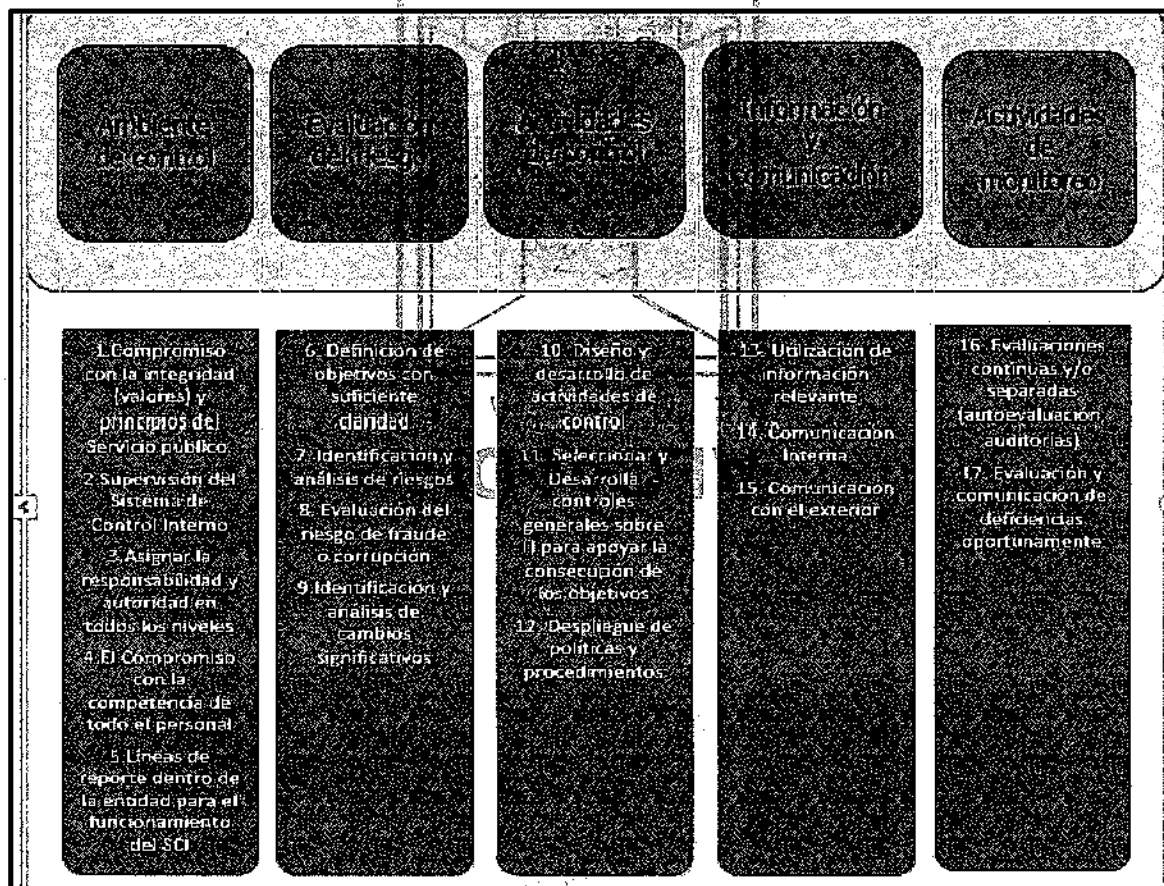 Ambiente
de control
Evaluación
del riesgo
Actividades
de control
Información
y
comunicación
Actividades
de
monitoreo
1.Compromiso
con la integridad
(valores) y
principios del
Servicio público
2.Supervisión del
Sistema de
Control Interno
3.Asignar la
responsabilidad y
autoridad en
todos los niveles
4.El Compromiso
con la
competencia de
todo el personal
5.Líneas de
reporte dentro de
la entidad para el
funcionamiento
del SCI
6. Definición de
objetivos con
suficiente
claridad
7. Identificación y
análisis de riesgos
8. Evaluación del
riesgo de fraude
o corrupción
9.Identificación y
análisis de
cambios
significativos
10. Diseño y
desarrollo de
actividades de
control
11. Seleccionar y
Desarrolla
controles
generales sobre
TI para apoyar la
consecución de
los objetivos
12. Despliegue de
políticas y
procedimientos
13. Utilización de
información
relevante
14. Comunicación
Interna
15. Comunicación
con el exterior
16. Evaluaciones
continuas y/o
separadas
(autoevaluación,
auditorías)
17. Evaluación y
comunicación de
deficiencias
oportunamente